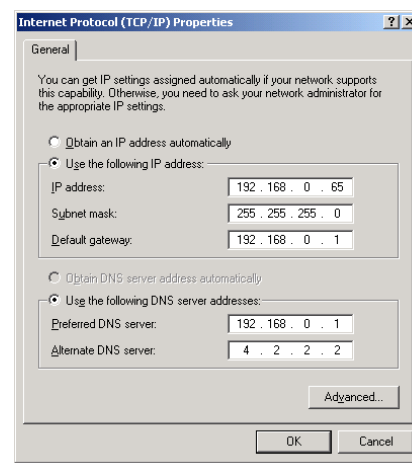 Internet Protocol (TCP/IP) Properties
General
You can get IP settings assigned automatically if your network supports
this capability. Otherwise, you need to ask your network administrator for
the appropriate IP settings.
Obtain an IP address automatically
Use the following IP address:
IP address: 192 . 168 . 0 . 65
Subnet mask: 255 . 255 . 255 . 0
Default gateway: 192 . 168 . 0 . 1
Obtain DNS server address automatically
Use the following DNS server addresses:
Preferred DNS server: 192 . 168 . 0 . 1
Alternate DNS server: 4 . 2 . 2 . 2
Advanced...
OK Cancel